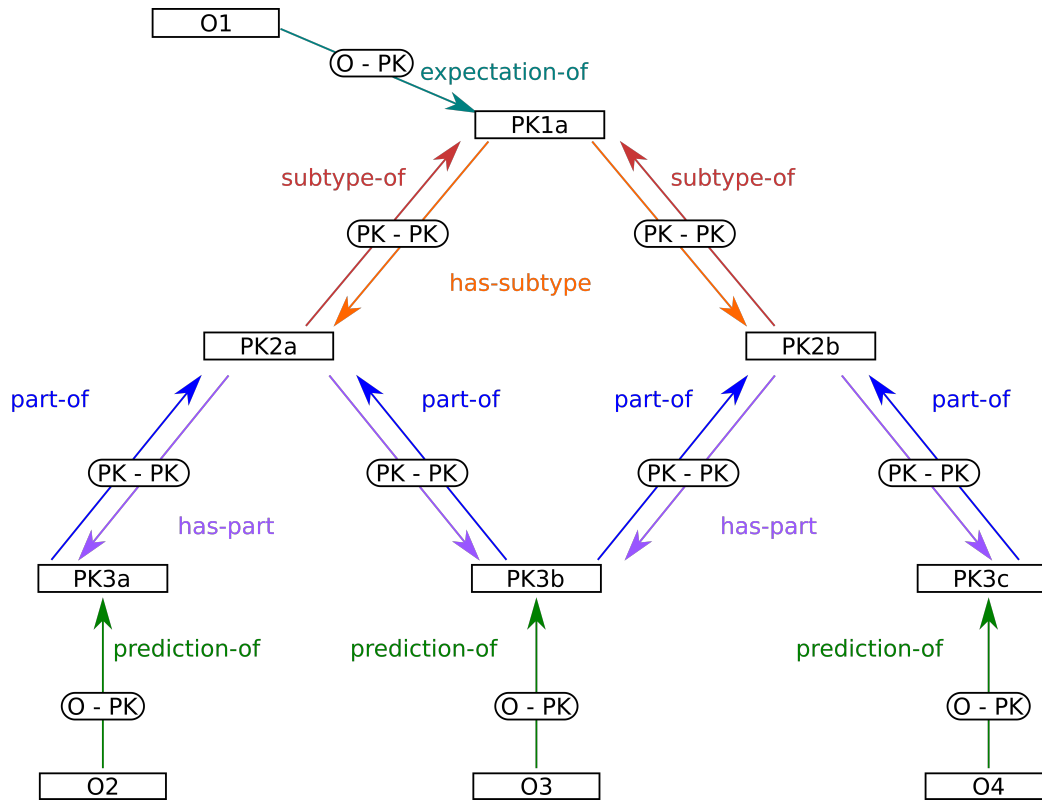 O1
O - PK
expectation-of
PK1a
subtype-of
subtype-of
PK - PK
PK - PK
has-subtype
PK2a
PK2b
part-of
part-of
part-of
part-of
PK - PK
PK - PK
PK - PK
PK - PK
has-part
has-part
PK3a
PK3b
PK3c
prediction-of
prediction-of
prediction-of
O - PK
O - PK
O - PK
O2
O3
O4